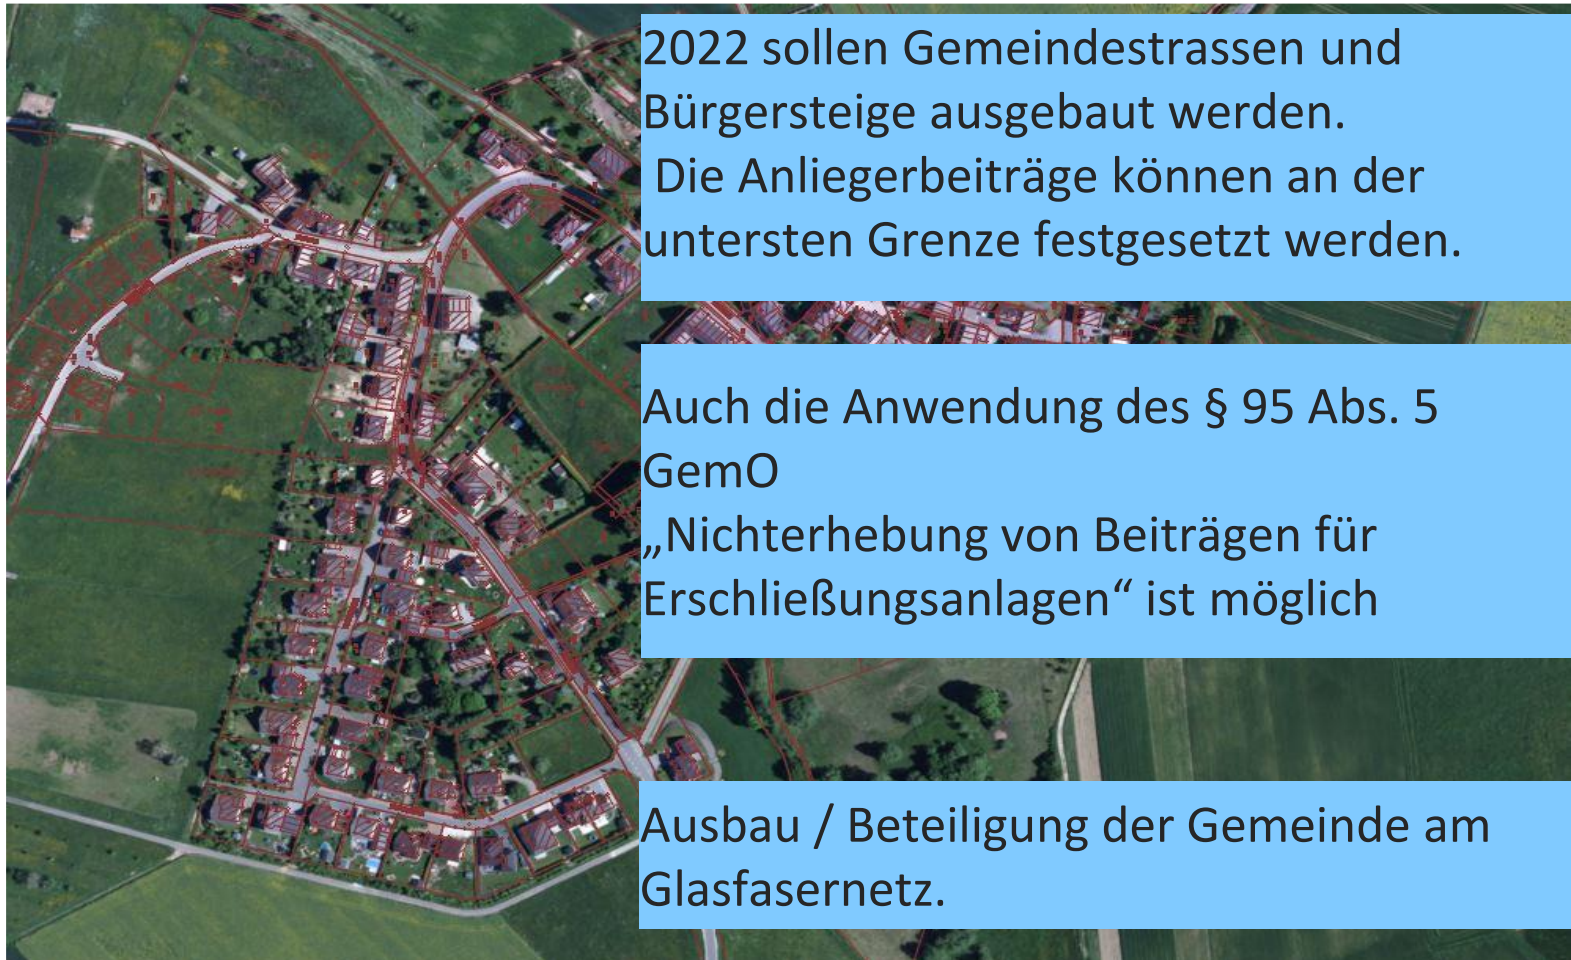 2022 sollen Gemeindestrassen und
Bürgersteige ausgebaut werden.
Die Anliegerbeiträge können an der
untersten Grenze festgesetzt werden.
Auch die Anwendung des § 95 Abs. 5
GemO
„Nichterhebung von Beiträgen für
Erschließungsanlagen“ ist möglich
Ausbau / Beteiligung der Gemeinde am
Glasfasernetz.